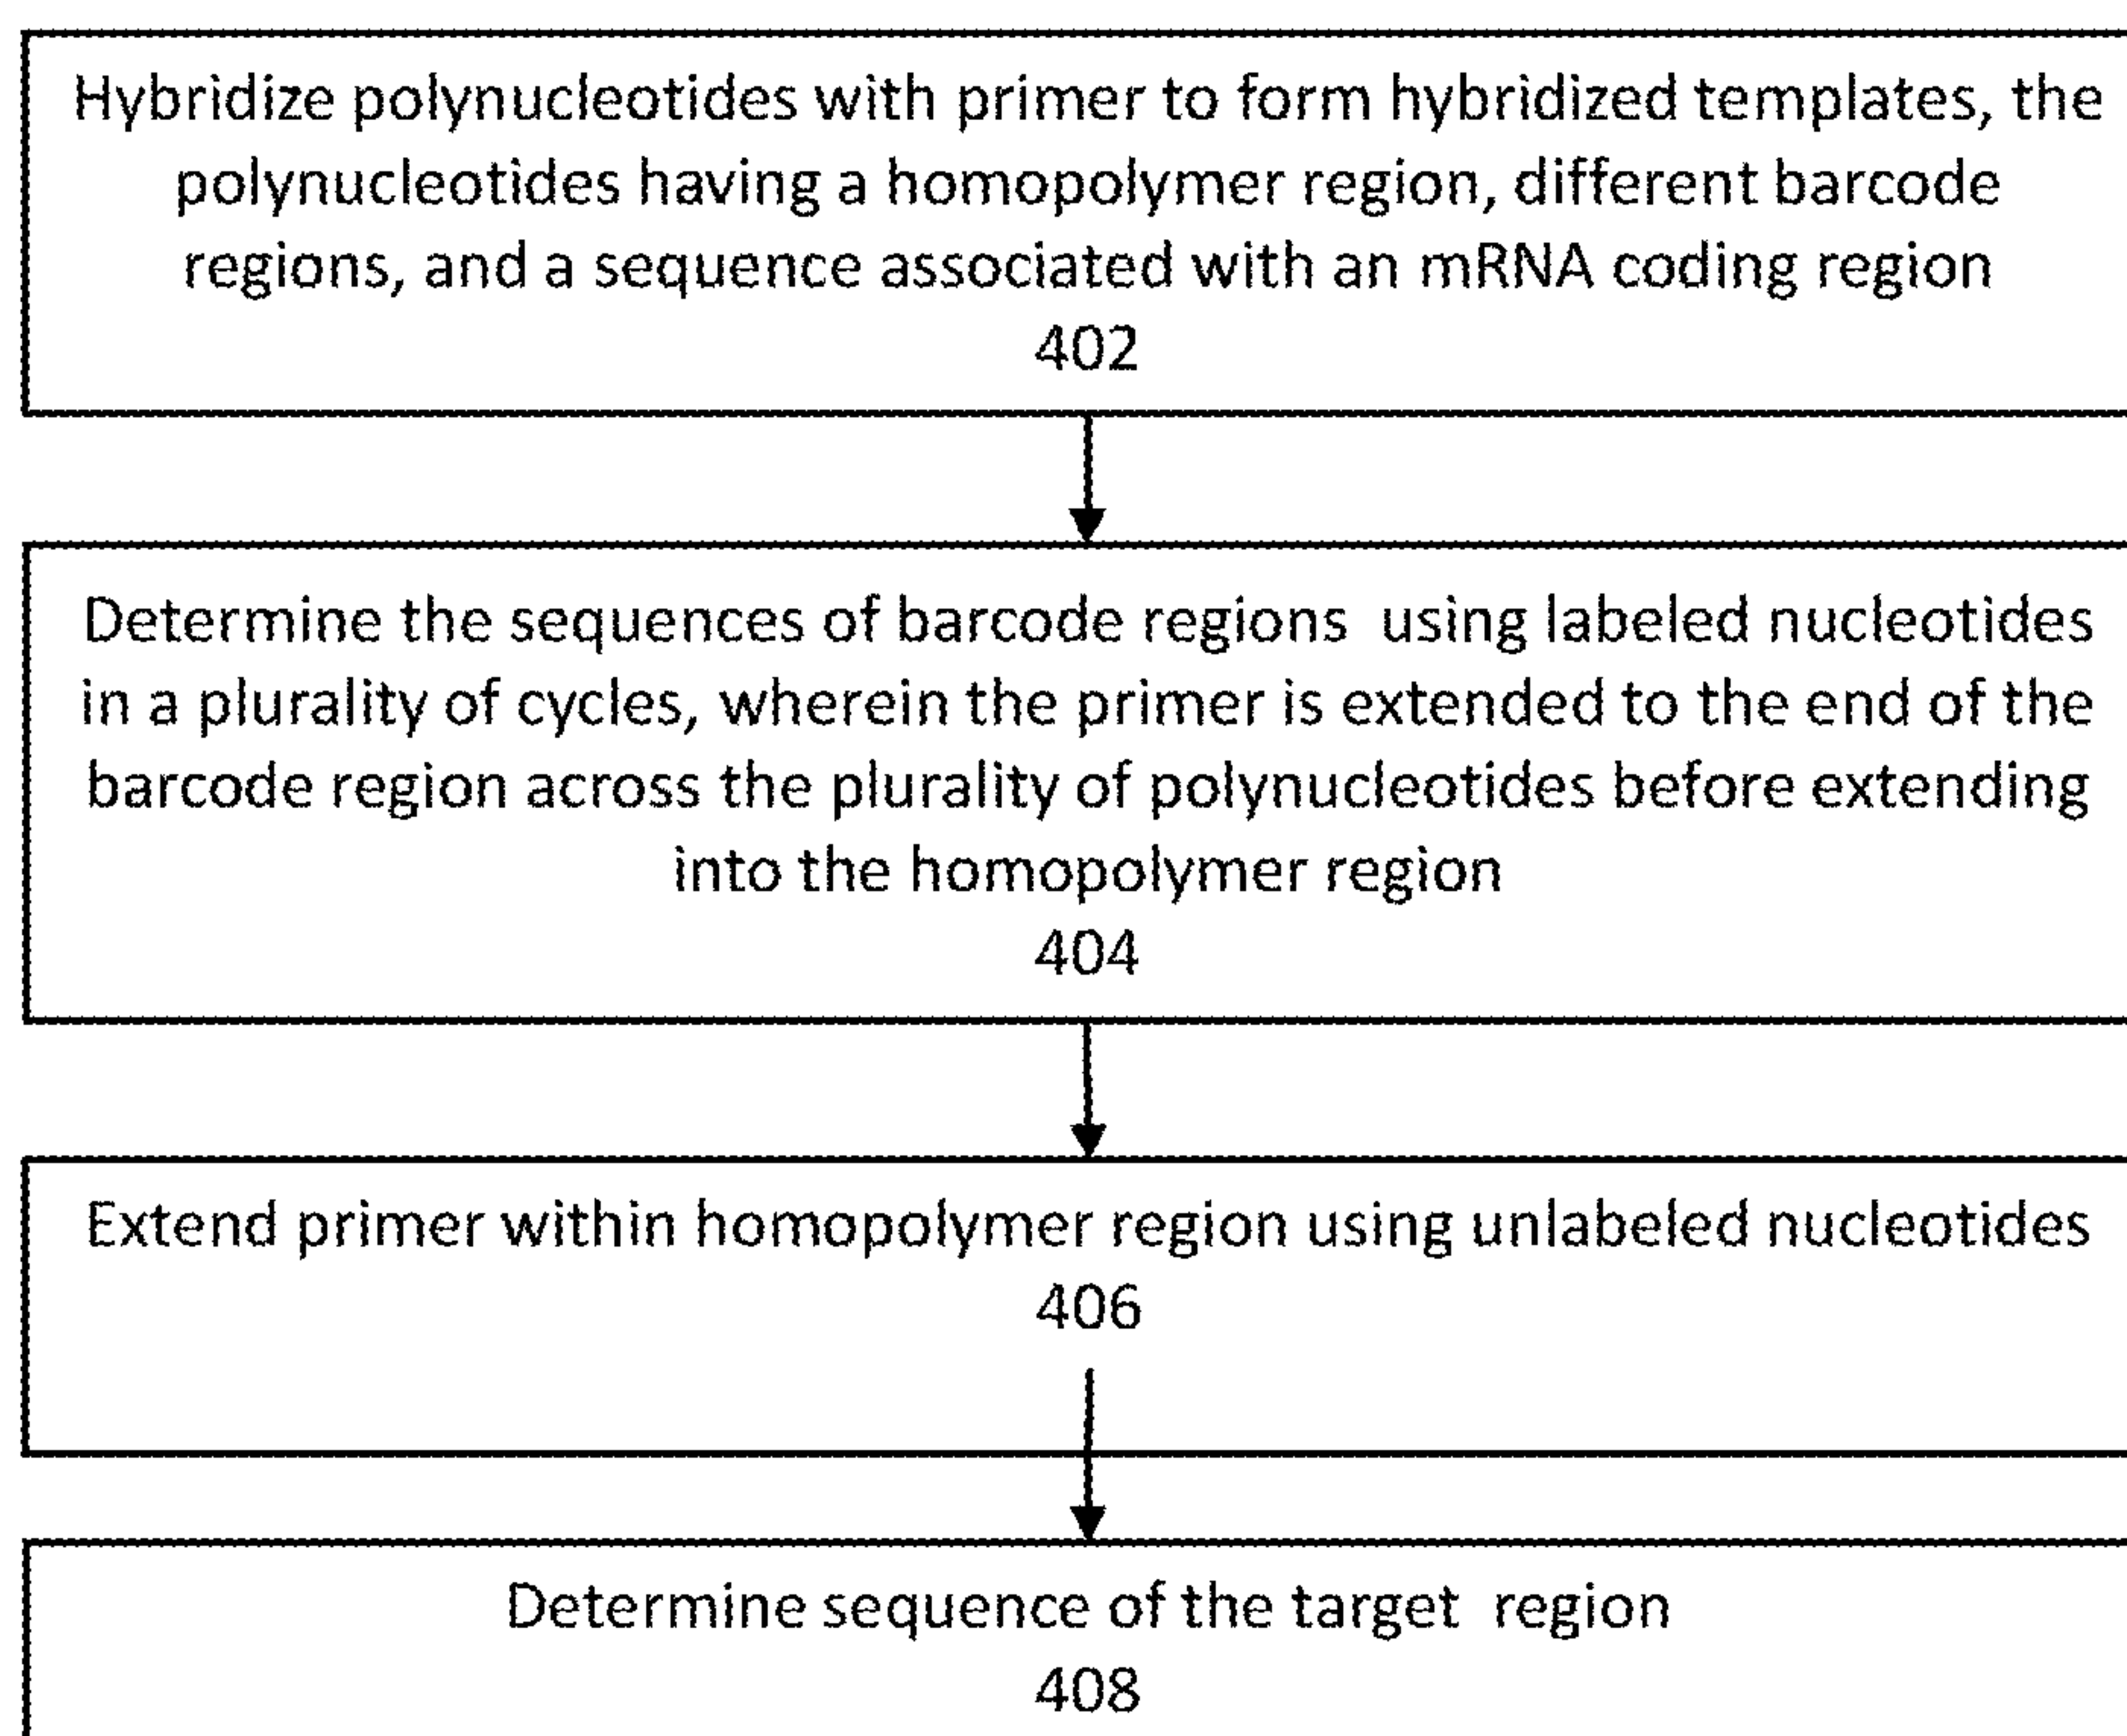 Hybridize polynucleotides with primer to form hybridized templates, the
polynucleotides having a homopolymer region, different barcode
regions, and a sequence associated with an mRNA coding region
402
Determine the sequences of barcode regions using labeled nucleotides
in a plurality of cycles, wherein the primer is extended to the end of the
barcode region across the plurality of polynucleotides before extending
into the homopolymer region
404
Extend primer within homopolymer region using unlabeled nucleotides
406
Determine sequence of the target region
408